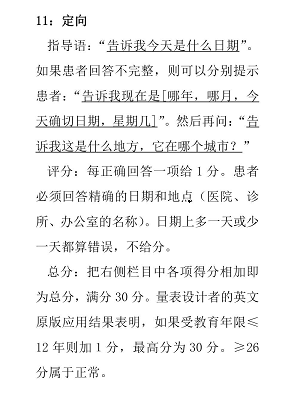 11：定向
指导语：“告诉我今天是什么日期”。
如果患者回答不完整，则可以分别提示
患者：“告诉我现在是[哪年，哪月，今
天确切日期，星期几]”。然后再问：“告
诉我这是什么地方，它在哪个城市？”
评分：每正确回答一项给1分。患者
必须回答精确的日期和地点（医院、诊
所、办公室的名称）。日期上多一天或少
一天都算错误，不给分。
总分：把右侧栏目中各项得分相加即
为总分，满分30分。量表设计者的英文
原版应用结果表明，如果受教育年限≤
12年则加1分，最高分为30分。≥26
分属于正常。